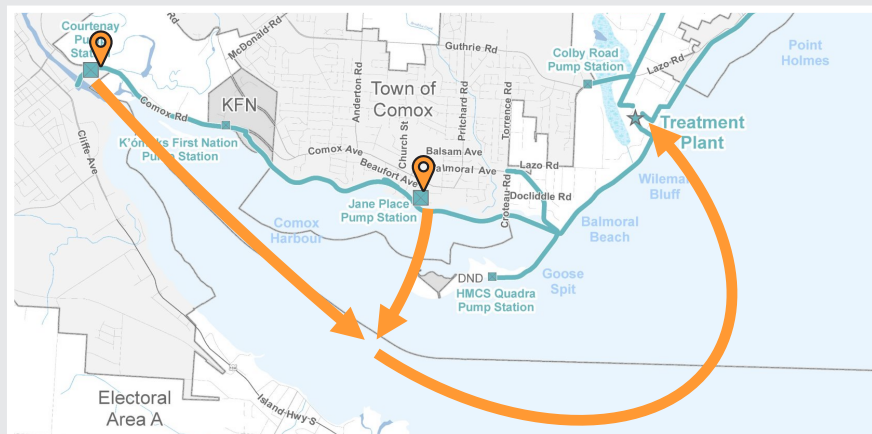 Courtenay
Pump
Station
Rd
McDonald-Rd
Guthrie Rd
Colby Road
Pump Station
Lazo-Rd
Point
Holmes
KFN
Comox-Rd
Anderton Rd
Town of
Comox
Church St
Pritchard Rd
Torrence Rd
Treatment
Plant
Cliffe-Ave
K'ómoks First Nation
Pump Station
Comox Ave
Balsam Ave
Beaufort Ave
Balmoral Ave
Lazo Rd
Docliddle Rd
Croteau-Rd
Jane Place
Pump Station
Comox
Harbour
Wilemar
Bluff
Balmoral
Beach
DND
HMCS Quadra
Pump Station
Goose
Spit
Electoral
Area A
Island-Hwy S